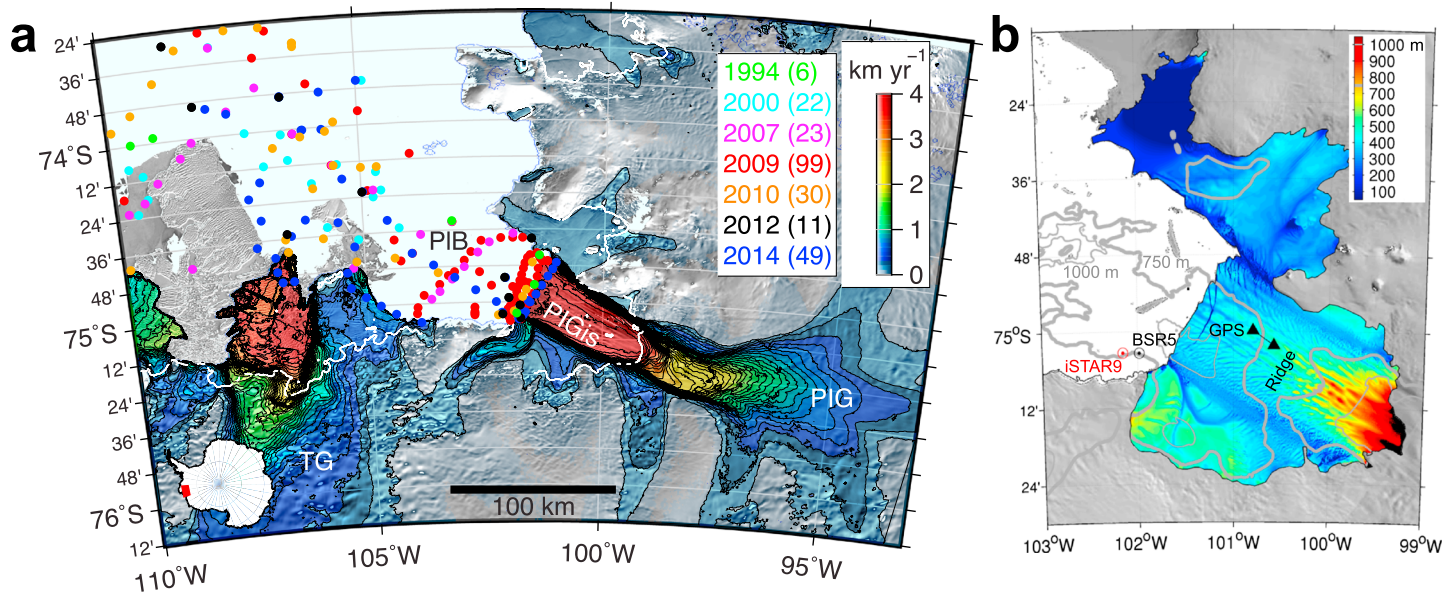 a
24'
36'
48'
74°S
12'
24'
36'
48'
75°S
12'
24'
36'
48'
76°S
12'
110°W
105°W
100°W
95°W
1994 (6)
2000 (22)
2007 (23)
2009 (99)
2010 (30)
2012 (11)
2014 (49)
km yr⁻¹
4
3
2
1
0
PIB
PIGis
PIG
TG
100 km
b
1000 m
900
800
700
600
500
400
300
200
100
24'
36'
48'
75°S
12'
24'
103°W
102°W
101°W
100°W
99°W
1000 m
750 m
GPS
BSR5
iSTAR9
Ridge